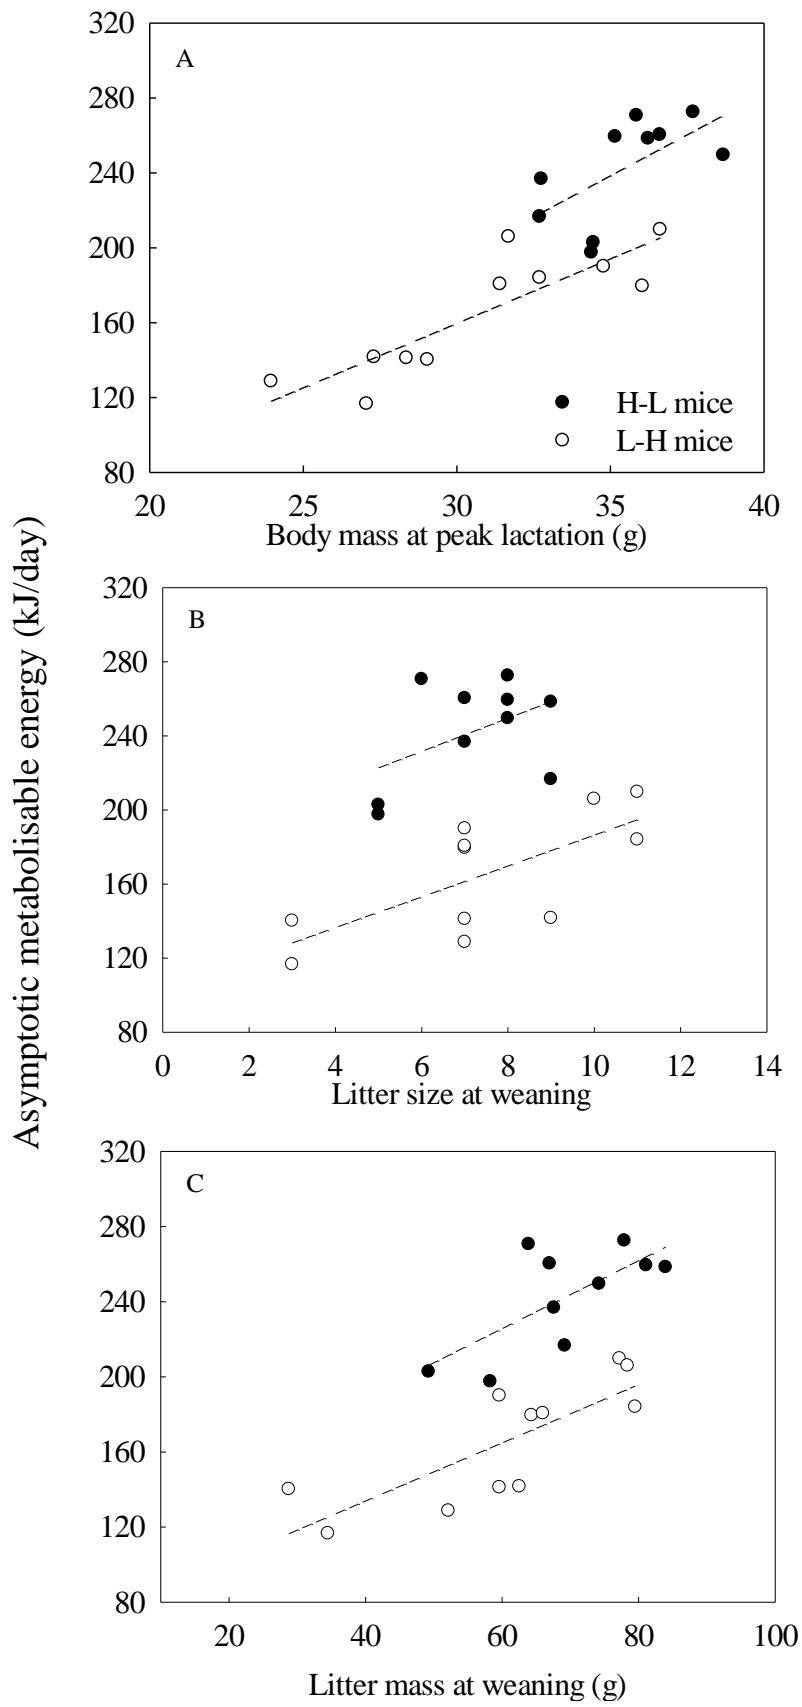 Asymptotic metabolisable energy (kJ/day)
320
A
280
240
200
160
120
H-L mice
L-H mice
80
20 25 30 35 40
Body mass at peak lactation (g)
320
B
280
240
200
160
120
80
0 2 4 6 8 10 12 14
Litter size at weaning
320
C
280
240
200
160
120
80
20 40 60 80 100
Litter mass at weaning (g)